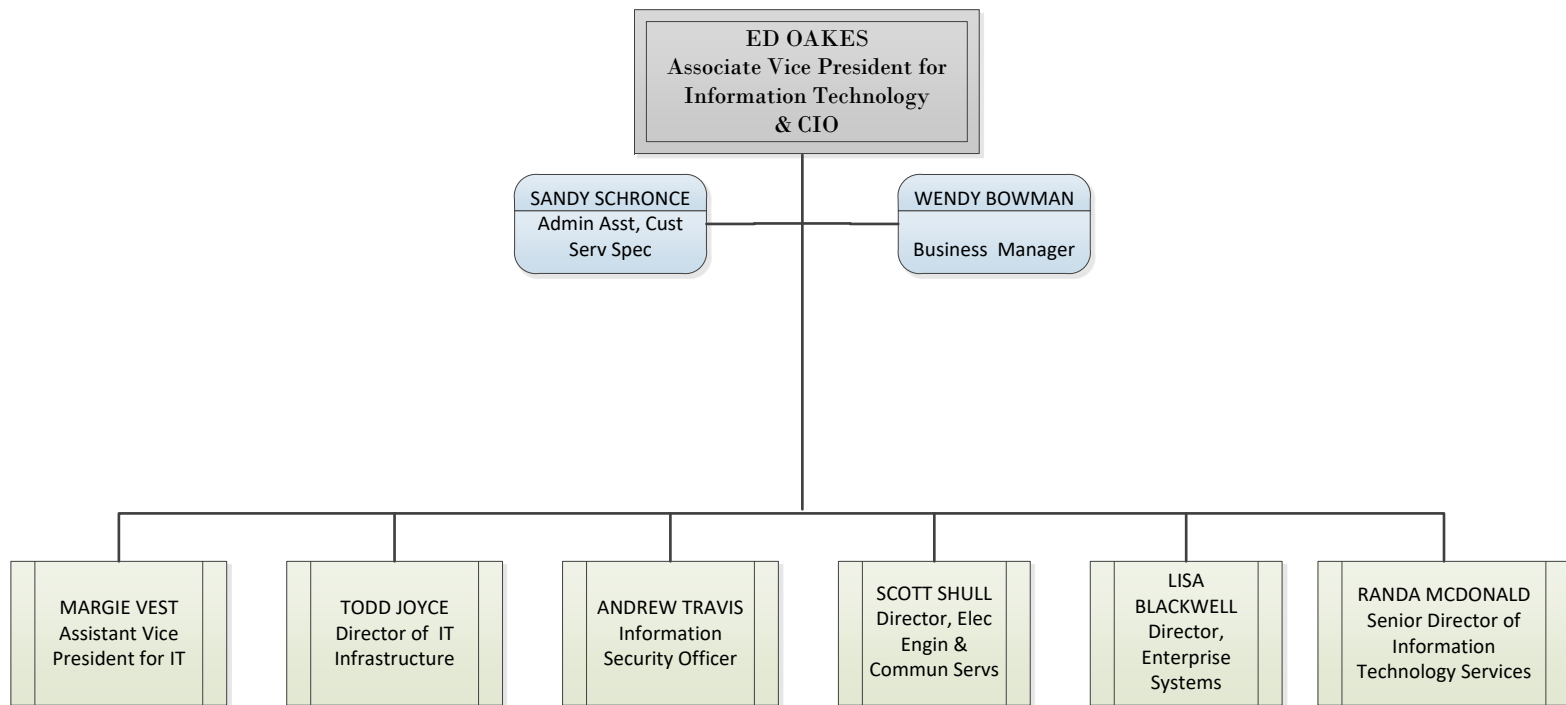 ED OAKES
Associate Vice President for
Information Technology
& CIO
SANDY SCHRONCE
Admin Asst, Cust
Serv Spec
WENDY BOWMAN
Business Manager
MARGIE VEST
Assistant Vice
President for IT
TODD JOYCE
Director of IT
Infrastructure
ANDREW TRAVIS
Information
Security Officer
SCOTT SHULL
Director, Elec
Engin &
Commun Servs
LISA
BLACKWELL
Director,
Enterprise
Systems
RANDA MCDONALD
Senior Director of
Information
Technology Services